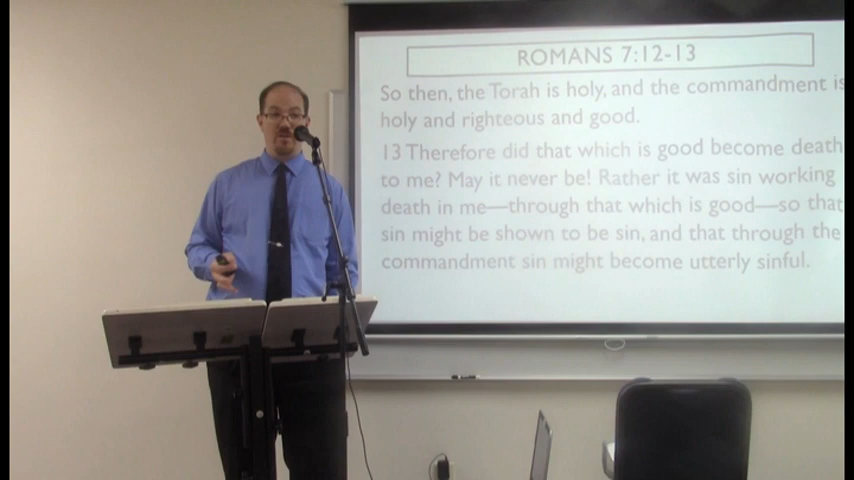 ROMANS 7:12-13
So then, the Torah is holy, and the commandment is
holy and righteous and good.
13 Therefore did that which is good become death
to me? May it never be! Rather it was sin working
death in me—through that which is good—so that
sin might be shown to be sin, and that through the
commandment sin might become utterly sinful.